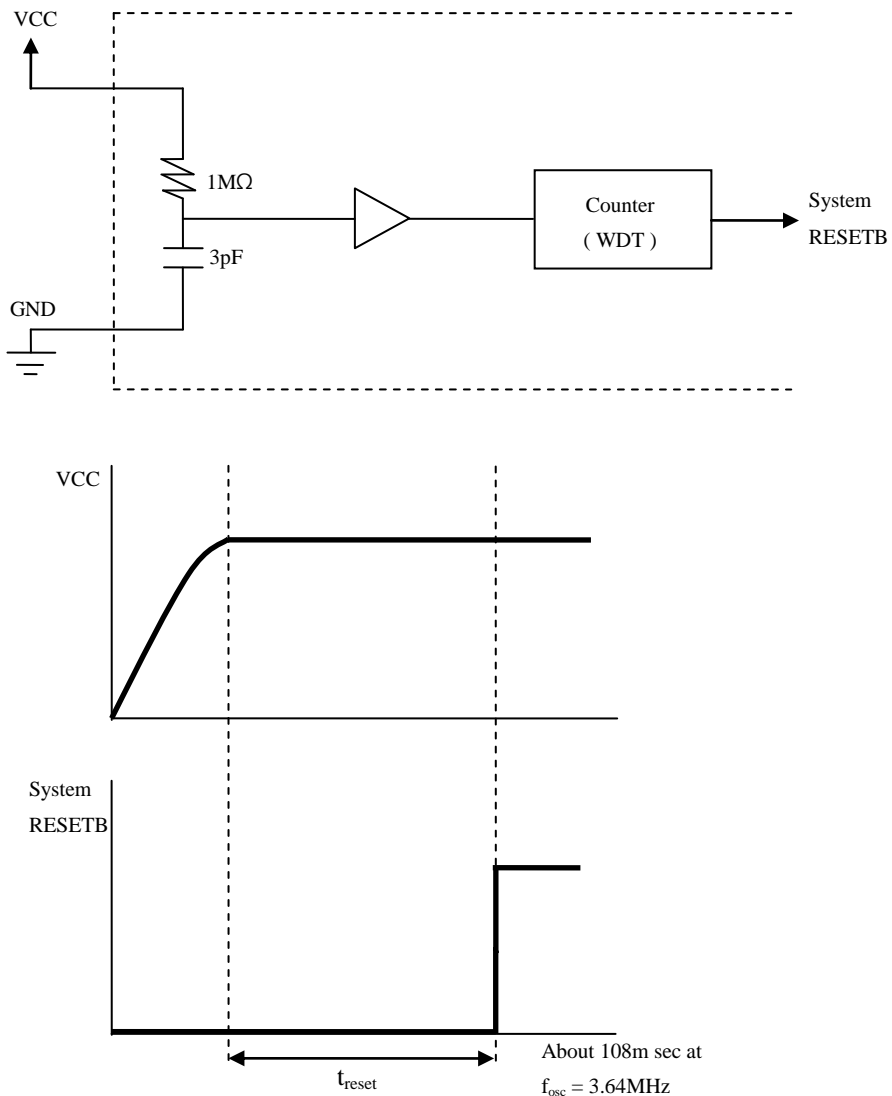 VCC
1MΩ
3pF
GND
Counter
( WDT )
System
RESETB
VCC
System
RESETB
treset
About 108m sec at
fosc = 3.64MHz